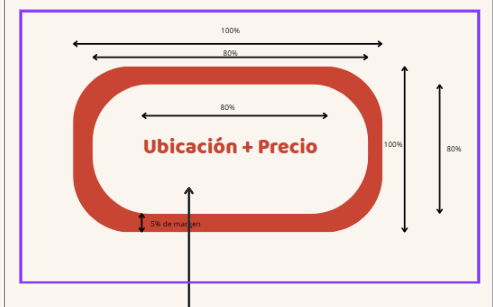 100%
80%
80%
Ubicación + Precio
100%
80%
5% de margen